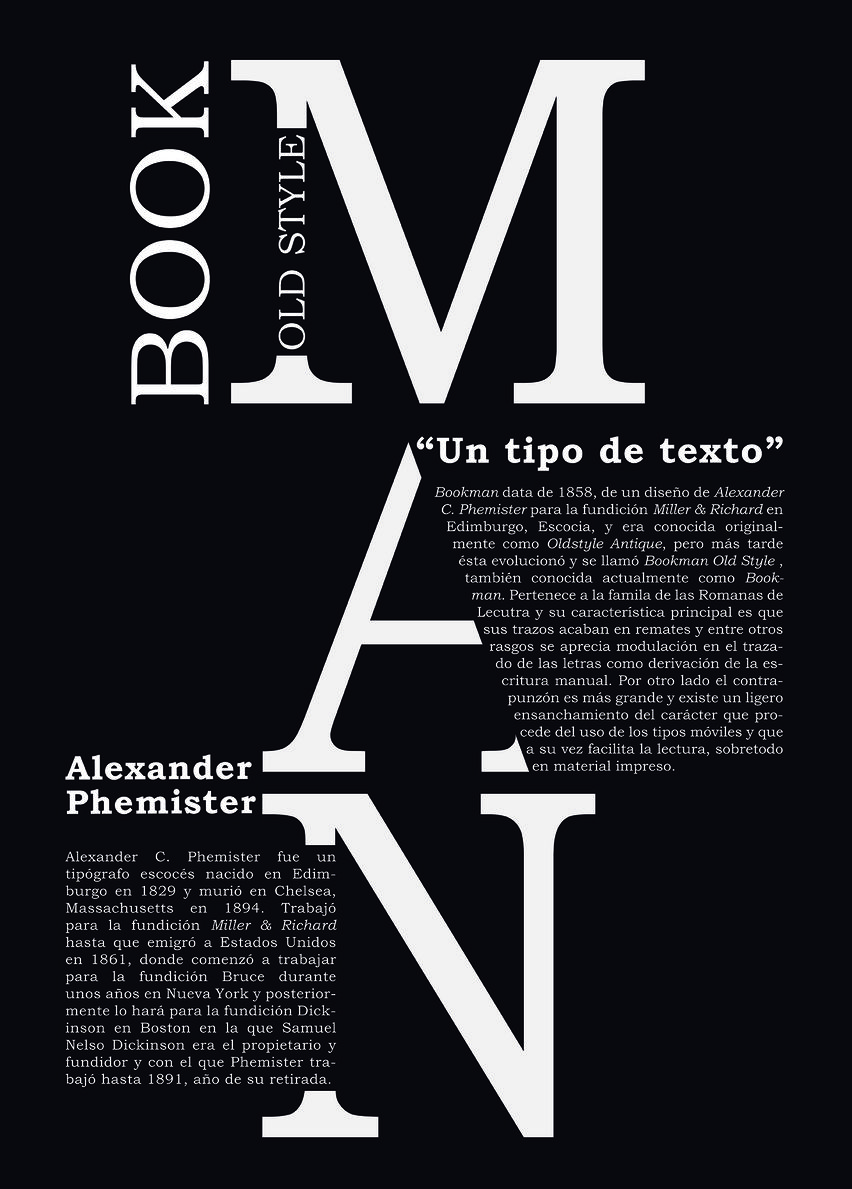 BOOK
OLD STYLE
MAN
“Un tipo de texto”
Bookman data de 1858, de un diseño de Alexander
C. Phemister para la fundición Miller & Richard en
Edimburgo, Escocia, y era conocida original-
mente como Oldstyle Antique, pero más tarde
ésta evolucionó y se llamó Bookman Old Style ,
también conocida actualmente como Book-
man. Pertenece a la famila de las Romanas de
Lecutra y su característica principal es que
sus trazos acaban en remates y entre otros
rasgos se aprecia modulación en el traza-
do de las letras como derivación de la es-
critura manual. Por otro lado el contra-
punzón es más grande y existe un ligero
ensanchamiento del carácter que pro-
cede del uso de los tipos móviles y que
a su vez facilita la lectura, sobretodo
en material impreso.
Alexander
Phemister
Alexander C. Phemister fue un
tipógrafo escocés nacido en Edim-
burgo en 1829 y murió en Chelsea,
Massachusetts en 1894. Trabajó
para la fundición Miller & Richard
hasta que emigró a Estados Unidos
en 1861, donde comenzó a trabajar
para la fundición Bruce durante
unos años en Nueva York y posterior-
mente lo hará para la fundición Dick-
inson en Boston en la que Samuel
Nelso Dickinson era el propietario y
fundidor y con el que Phemister tra-
bajó hasta 1891, año de su retirada.